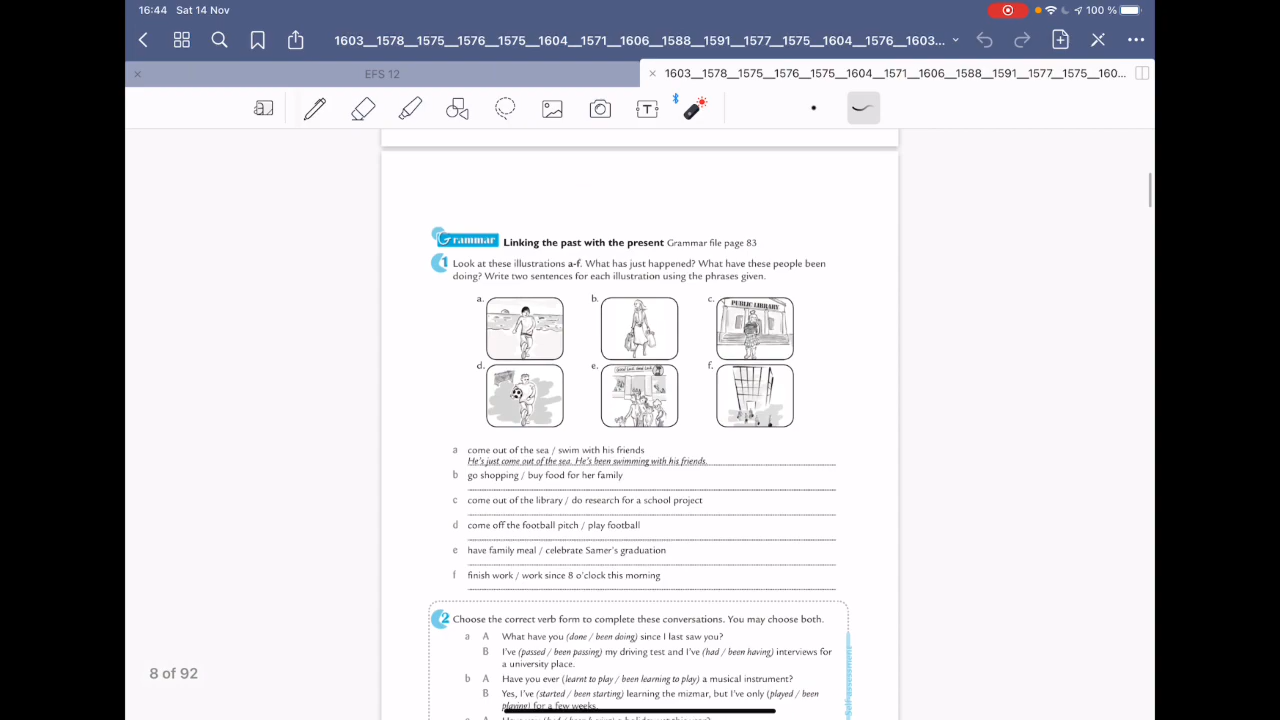 16:44 Sat 14 Nov 100 %
1603__1578__1575__1576__1575__1604__1571__1606__1588__1591__1577__1575__1604__1576__1603...
EFS 12
1603__1578__1575__1576__1575__1604__1571__1606__1588__1591__1577__1575__160...
T
Grammar Linking the past with the present Grammar file page 83
1 Look at these illustrations a-f. What has just happened? What have these people been
doing? Write two sentences for each illustration using the phrases given.
a. b. c.
PUBLIC LIBRARY
d. e. f.
a come out of the sea / swim with his friends
He's just come out of the sea. He's been swimming with his friends.
b go shopping / buy food for her family
c come out of the library / do research for a school project
d come off the football pitch / play football
e have family meal / celebrate Samer's graduation
f finish work / work since 8 o'clock this morning
2 Choose the correct verb form to complete these conversations. You may choose both.
a A What have you (done / been doing) since I last saw you?
B I've (passed / been passing) my driving test and I've (had / been having) interviews for
a university place.
b A Have you ever (learnt to play / been learning to play) a musical instrument?
B Yes, I've (started / been starting) learning the mizmar, but I've only (played / been
playing) for a few weeks.
8 of 92